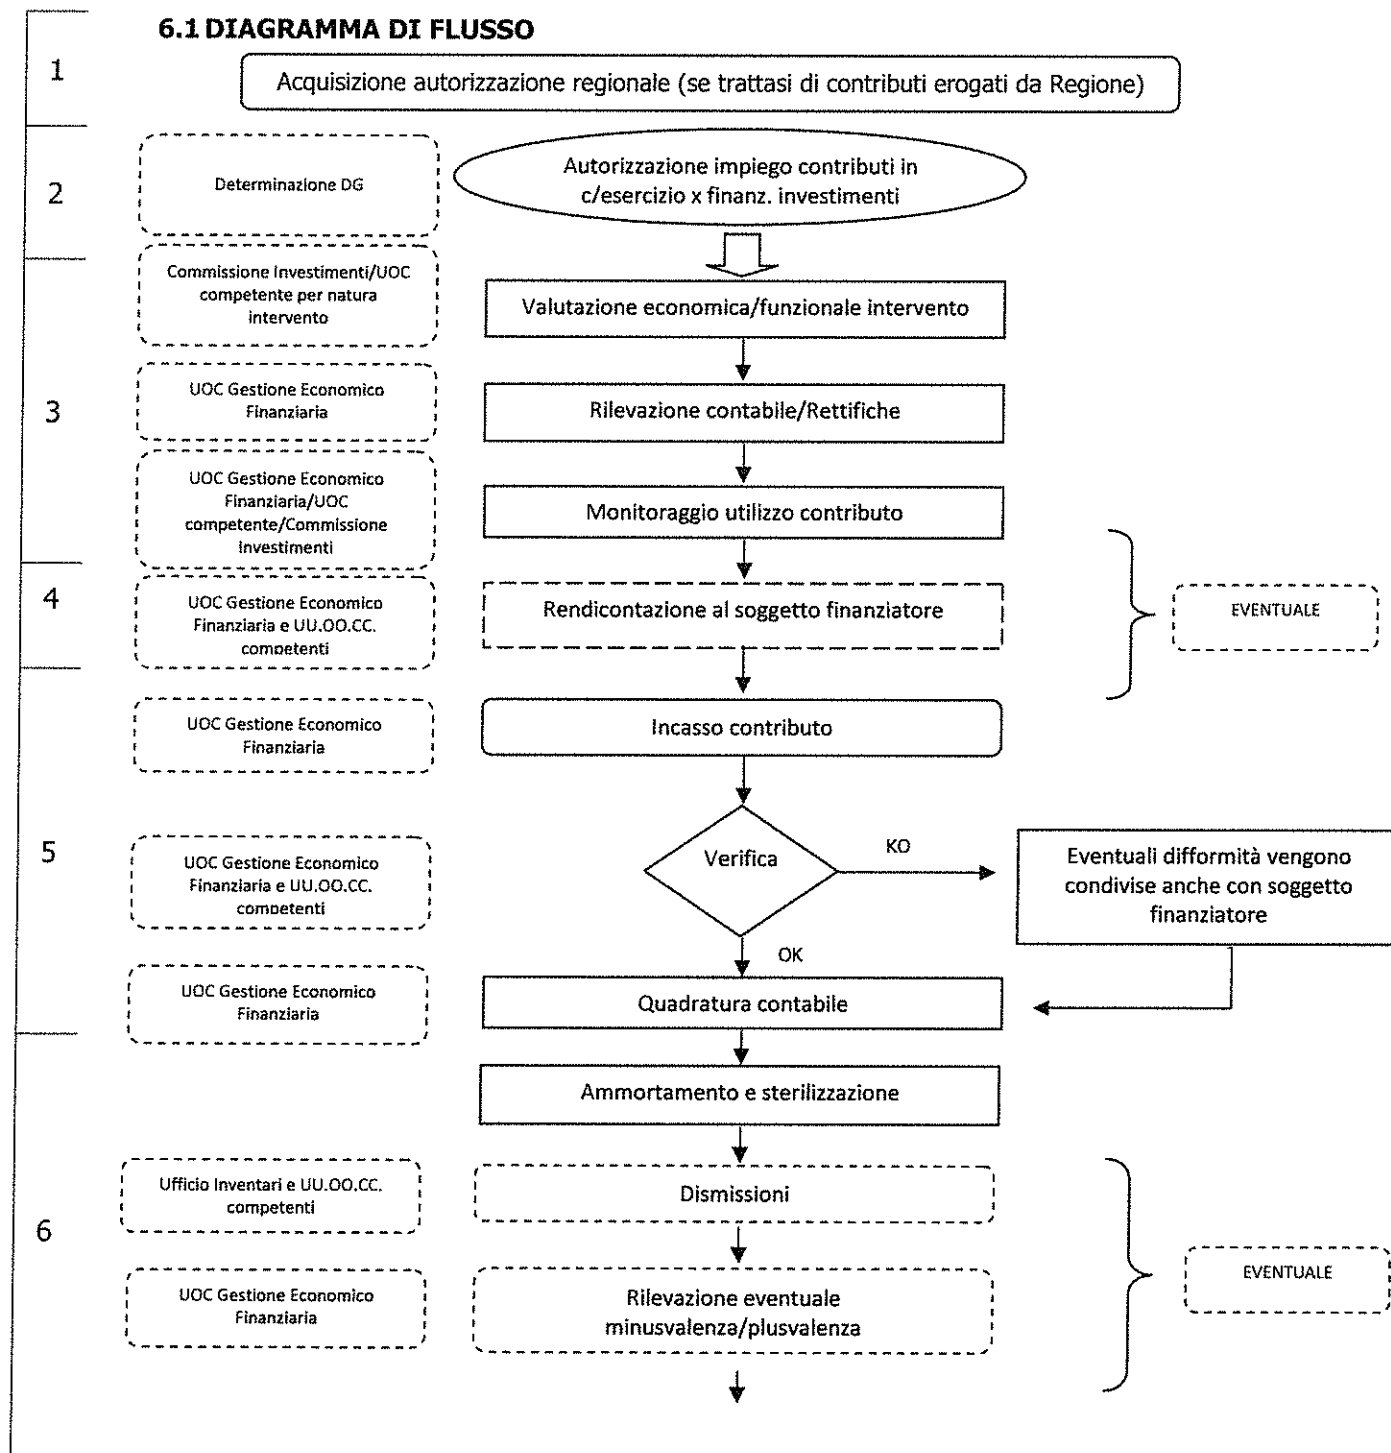 6.1 DIAGRAMMA DI FLUSSO
1
Acquisizione autorizzazione regionale (se trattasi di contributi erogati da Regione)
2
Determinazione DG
Autorizzazione impiego contributi in
c/esercizio x finanz. investimenti
Commissione Investimenti/UOC
competente per natura
intervento
Valutazione economica/funzionale intervento
3
UOC Gestione Economico
Finanziaria
Rilevazione contabile/Rettifiche
UOC Gestione Economico
Finanziaria/UOC
competente/Commissione
Investimenti
Monitoraggio utilizzo contributo
4
UOC Gestione Economico
Finanziaria e UU.OO.CC.
competenti
Rendicontazione al soggetto finanziatore
EVENTUALE
UOC Gestione Economico
Finanziaria
Incasso contributo
5
UOC Gestione Economico
Finanziaria e UU.OO.CC.
competenti
Verifica
KO
Eventuali difformità vengono
condivise anche con soggetto
finanziatore
OK
UOC Gestione Economico
Finanziaria
Quadratura contabile
Ammortamento e sterilizzazione
6
Ufficio Inventari e UU.OO.CC.
competenti
Dismissioni
UOC Gestione Economico
Finanziaria
Rilevazione eventuale
minusvalenza/plusvalenza
EVENTUALE